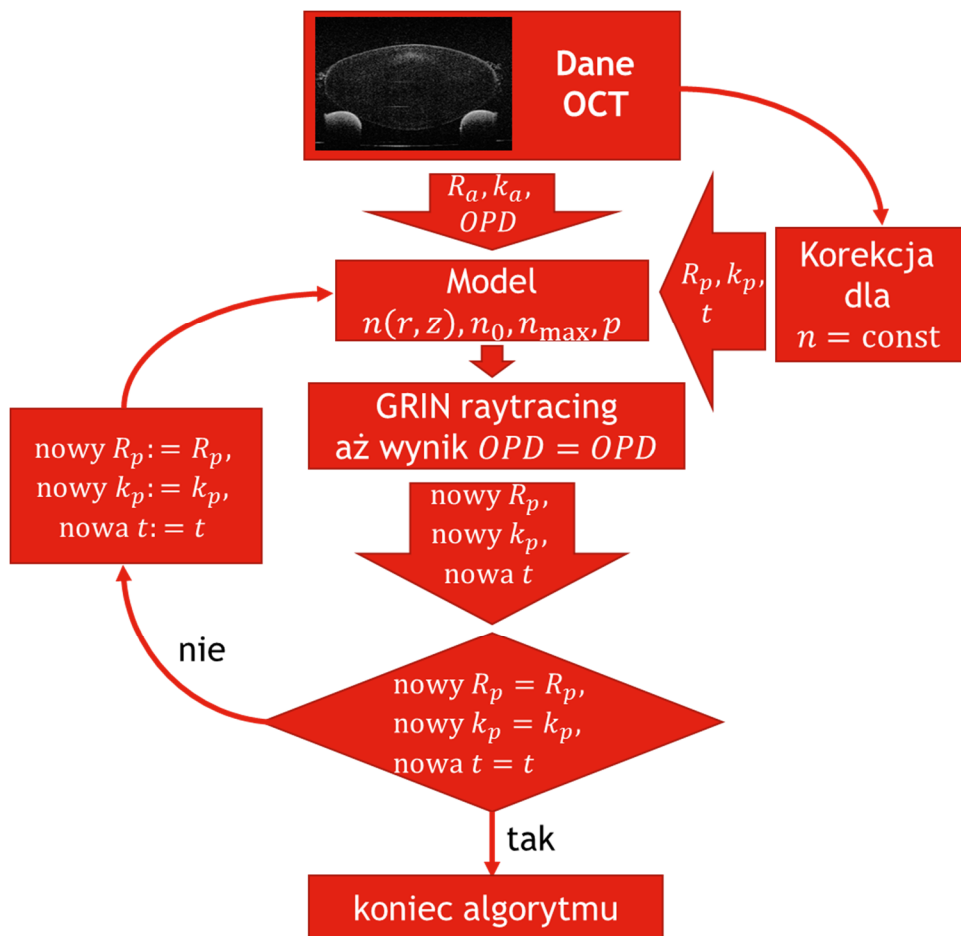 Dane
OCT
R_a, k_a,
OPD
Korekcja
dla
n = const
R_p, k_p,
t
Model
n(r, z), n_0, n_max, p
GRIN raytracing
aż wynik OPD = OPD
nowy R_p,
nowy k_p,
nowa t
nowy R_p: = R_p,
nowy k_p: = k_p,
nowa t: = t
nie
nowy R_p = R_p,
nowy k_p = k_p,
nowa t = t
tak
koniec algorytmu